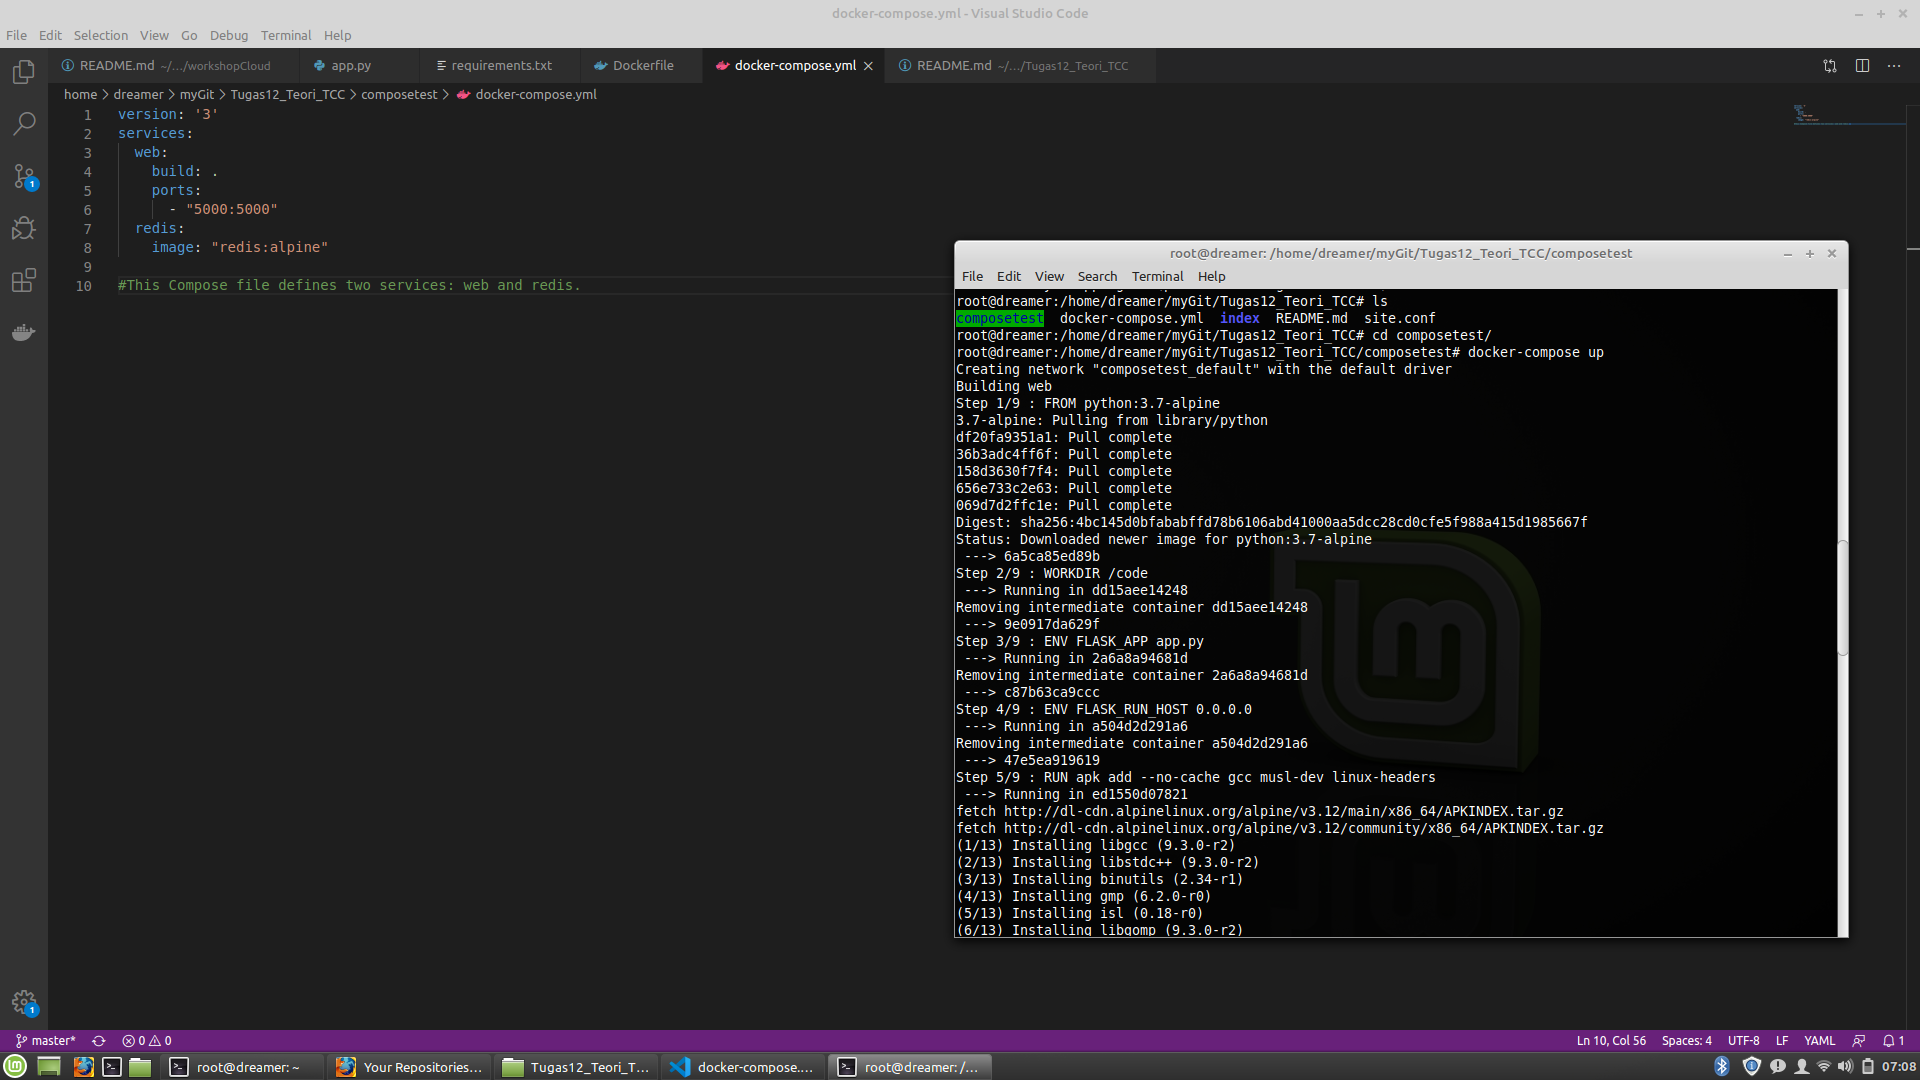 docker-compose.yml - Visual Studio Code
File Edit Selection View Go Debug Terminal Help
README.md ~/.../workshopCloud app.py requirements.txt Dockerfile docker-compose.yml README.md ~/.../Tugas12_Teori_TCC
home > dreamer > myGit > Tugas12_Teori_TCC > composetest > docker-compose.yml
1 version: '3'
2 services:
3 web:
4 build: .
5 ports:
6 - "5000:5000"
7 redis:
8 image: "redis:alpine"
9
10 #This Compose file defines two services: web and redis.
1
1
root@dreamer: /home/dreamer/myGit/Tugas12_Teori_TCC/composetest
File Edit View Search Terminal Help
root@dreamer:/home/dreamer/myGit/Tugas12_Teori_TCC# ls
composetest docker-compose.yml index README.md site.conf
root@dreamer:/home/dreamer/myGit/Tugas12_Teori_TCC# cd composetest/
root@dreamer:/home/dreamer/myGit/Tugas12_Teori_TCC/composetest# docker-compose up
Creating network "composetest_default" with the default driver
Building web
Step 1/9 : FROM python:3.7-alpine
3.7-alpine: Pulling from library/python
df20fa9351a1: Pull complete
36b3adc4ff6f: Pull complete
158d3630f7f4: Pull complete
656e733c2e63: Pull complete
069d7d2ffc1e: Pull complete
Digest: sha256:4bc145d0bfababffd78b6106abd41000aa5dcc28cd0cfe5f988a415d1985667f
Status: Downloaded newer image for python:3.7-alpine
---> 6a5ca85ed89b
Step 2/9 : WORKDIR /code
---> Running in dd15aee14248
Removing intermediate container dd15aee14248
---> 9e0917da629f
Step 3/9 : ENV FLASK_APP app.py
---> Running in 2a6a8a94681d
Removing intermediate container 2a6a8a94681d
---> c87b63ca9ccc
Step 4/9 : ENV FLASK_RUN_HOST 0.0.0.0
---> Running in a504d2d291a6
Removing intermediate container a504d2d291a6
---> 47e5ea919619
Step 5/9 : RUN apk add --no-cache gcc musl-dev linux-headers
---> Running in ed1550d07821
fetch http://dl-cdn.alpinelinux.org/alpine/v3.12/main/x86_64/APKINDEX.tar.gz
fetch http://dl-cdn.alpinelinux.org/alpine/v3.12/community/x86_64/APKINDEX.tar.gz
(1/13) Installing libgcc (9.3.0-r2)
(2/13) Installing libstdc++ (9.3.0-r2)
(3/13) Installing binutils (2.34-r1)
(4/13) Installing gmp (6.2.0-r0)
(5/13) Installing isl (0.18-r0)
(6/13) Installing libgomp (9.3.0-r2)
master* 0 0 Ln 10, Col 56 Spaces: 4 UTF-8 LF YAML 1
root@dreamer: ~ Your Repositories... Tugas12_Teori_T... docker-compose.... root@dreamer: /... 07:08